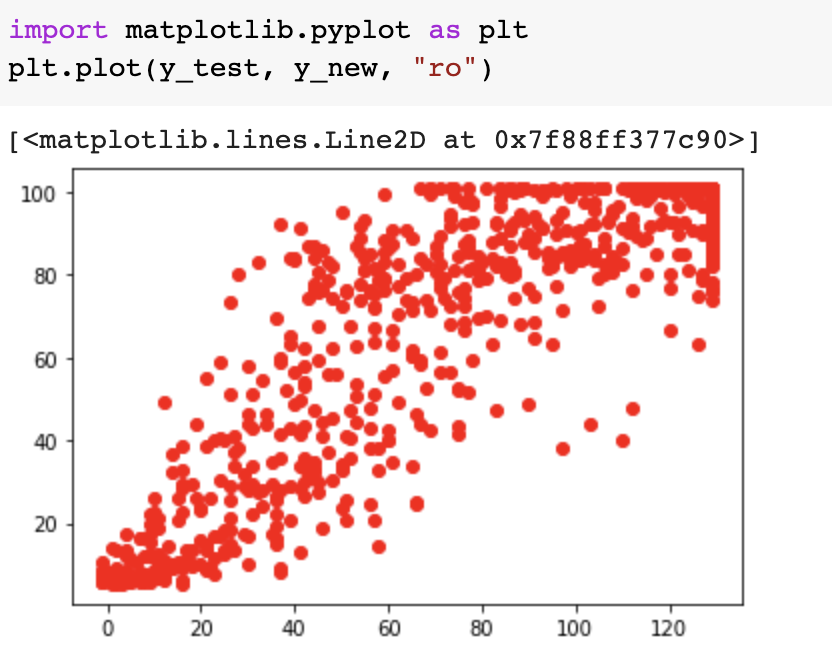 import matplotlib.pyplot as plt
plt.plot(y_test, y_new, "ro")
[<matplotlib.lines.Line2D at 0x7f88ff377c90>]
100
80
60
40
20
0 20 40 60 80 100 120